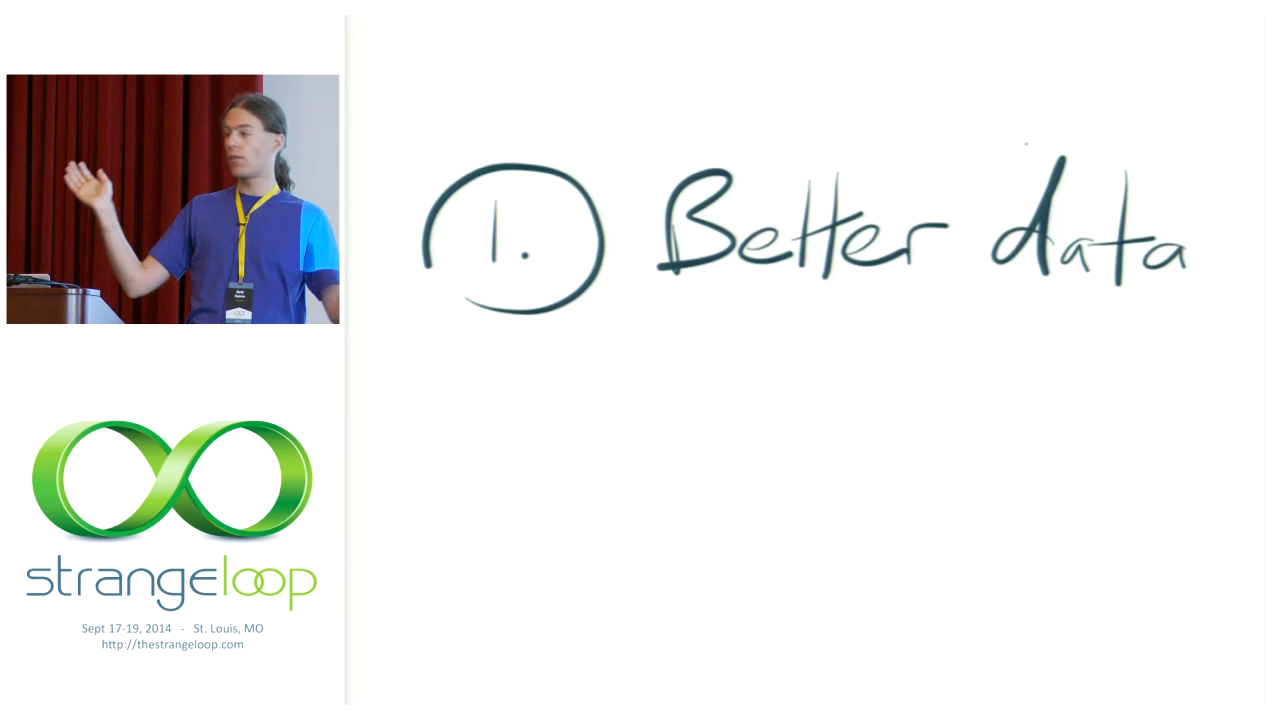 1. Better data
strangeloop
Sept 17-19, 2014 - St. Louis, MO
http://thestrangeloop.com